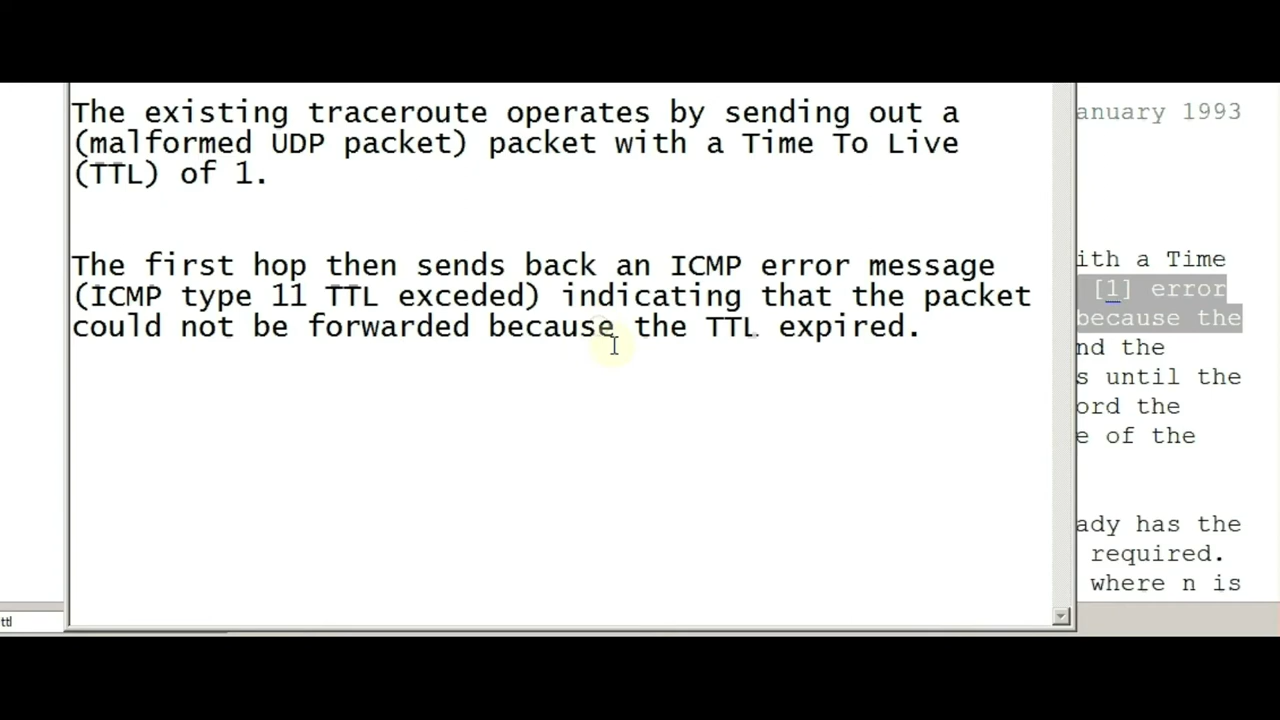 The existing traceroute operates by sending out a
(malformed UDP packet) packet with a Time To Live
(TTL) of 1.
The first hop then sends back an ICMP error message
(ICMP type 11 TTL exceded) indicating that the packet
could not be forwarded because the TTL expired.
anuary 1993
ith a Time
[1] error
because the
nd the
s until the
ord the
e of the
ady has the
required.
where n is
ttl